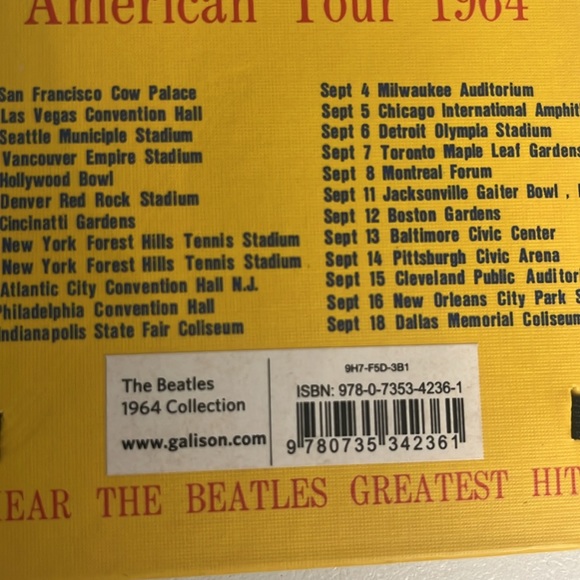 American Tour 1964
San Francisco Cow Palace
Las Vegas Convention Hall
Seattle Municiple Stadium
Vancouver Empire Stadium
Hollywood Bowl
Denver Red Rock Stadium
Cincinatti Gardens
New York Forest Hills Tennis Stadium
New York Forest Hills Tennis Stadium
Atlantic City Convention Hall N.J.
Philadelphia Convention Hall
Indianapolis State Fair Coliseum
Sept 4 Milwaukee Auditorium
Sept 5 Chicago International Amphit
Sept 6 Detroit Olympia Stadium
Sept 7 Toronto Maple Leaf Gardens
Sept 8 Montreal Forum
Sept 11 Jacksonville Gaiter Bowl ,
Sept 12 Boston Gardens
Sept 13 Baltimore Civic Center
Sept 14 Pittsburgh Civic Arena
Sept 15 Cleveland Public Auditor
Sept 16 New Orleans City Park S
Sept 18 Dallas Memorial Coliseum
The Beatles
1964 Collection
www.galison.com
9H7-F5D-3B1
ISBN: 978-0-7353-4236-1
9 780735 342361
HEAR THE BEATLES GREATEST HIT